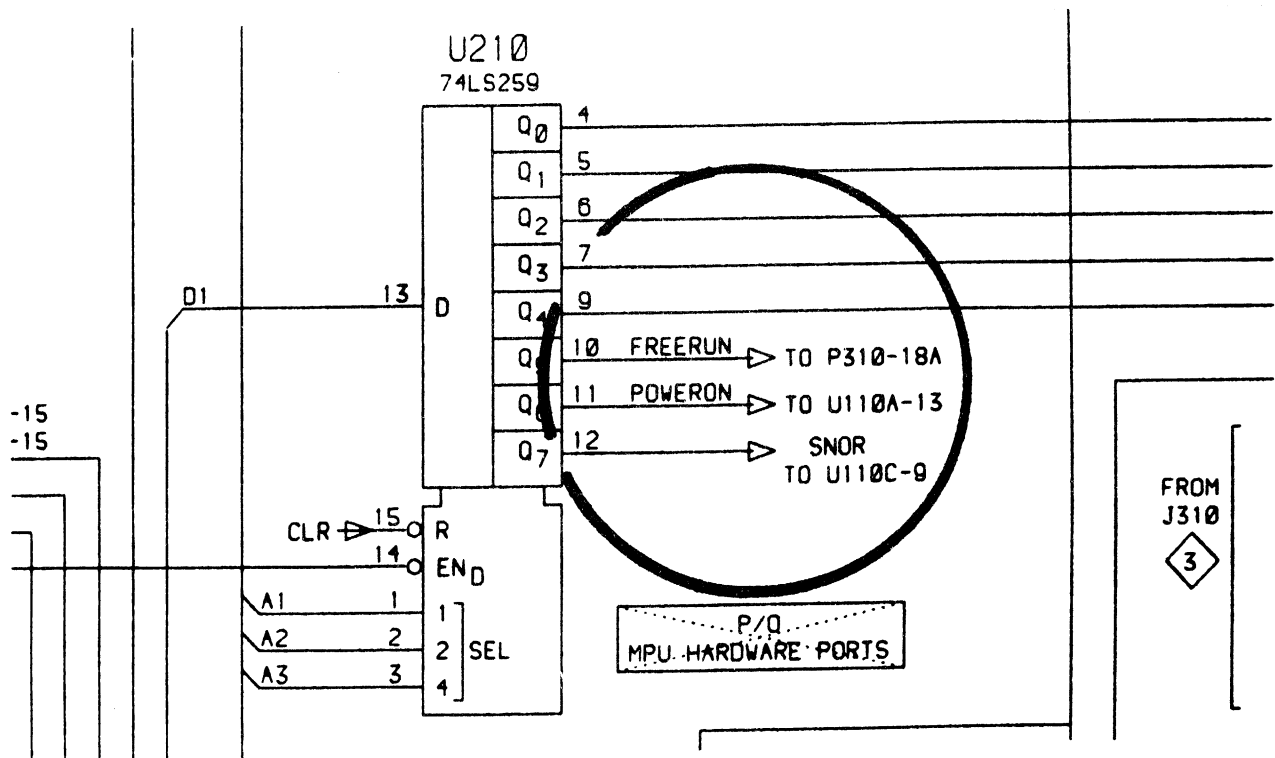 U210
74LS259
Q0 4
Q1 5
Q2 6
Q3 7
D1 13 D
Q4 9
Q 10 FREERUN TO P310-18A
Q 11 POWERON TO U110A-13
Q7 12 SNOR
TO U110C-9
-15
-15
CLR 15 R
14 END
A1 1 1
A2 2 2 SEL
A3 3 4
P/O
MPU HARDWARE PORTS
FROM
J310
3